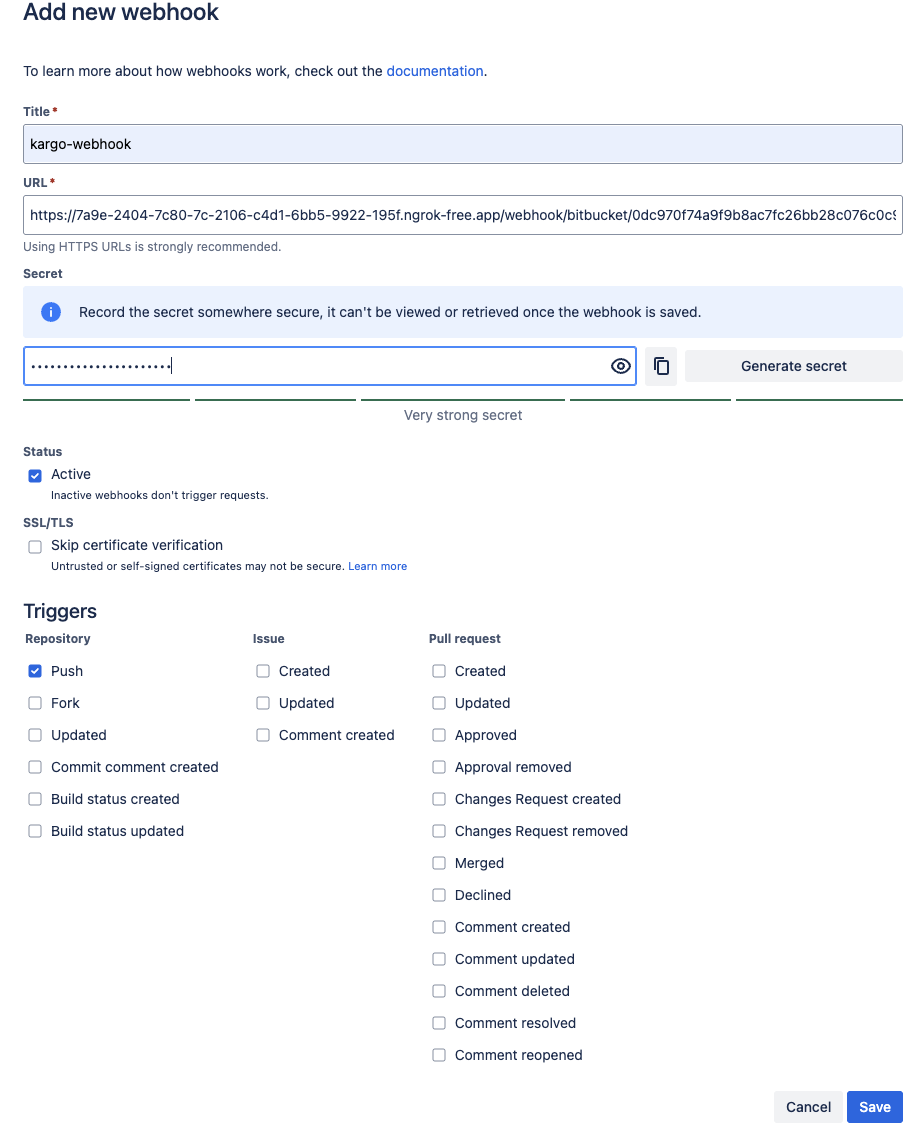 Add new webhook
To learn more about how webhooks work, check out the documentation.
Title*
kargo-webhook
URL*
https://7a9e-2404-7c80-7c-2106-c4d1-6bb5-9922-195f.ngrok-free.app/webhook/bitbucket/0dc970f74a9f9b8ac7fc26bb28c076c0c9
Using HTTPS URLs is strongly recommended.
Secret
Record the secret somewhere secure, it can't be viewed or retrieved once the webhook is saved.
••••••••••••••••••••••
Generate secret
Very strong secret
Status
Active
Inactive webhooks don't trigger requests.
SSL/TLS
Skip certificate verification
Untrusted or self-signed certificates may not be secure. Learn more
Triggers
Repository
Push
Fork
Updated
Commit comment created
Build status created
Build status updated
Issue
Created
Updated
Comment created
Pull request
Created
Updated
Approved
Approval removed
Changes Request created
Changes Request removed
Merged
Declined
Comment created
Comment updated
Comment deleted
Comment resolved
Comment reopened
Cancel
Save